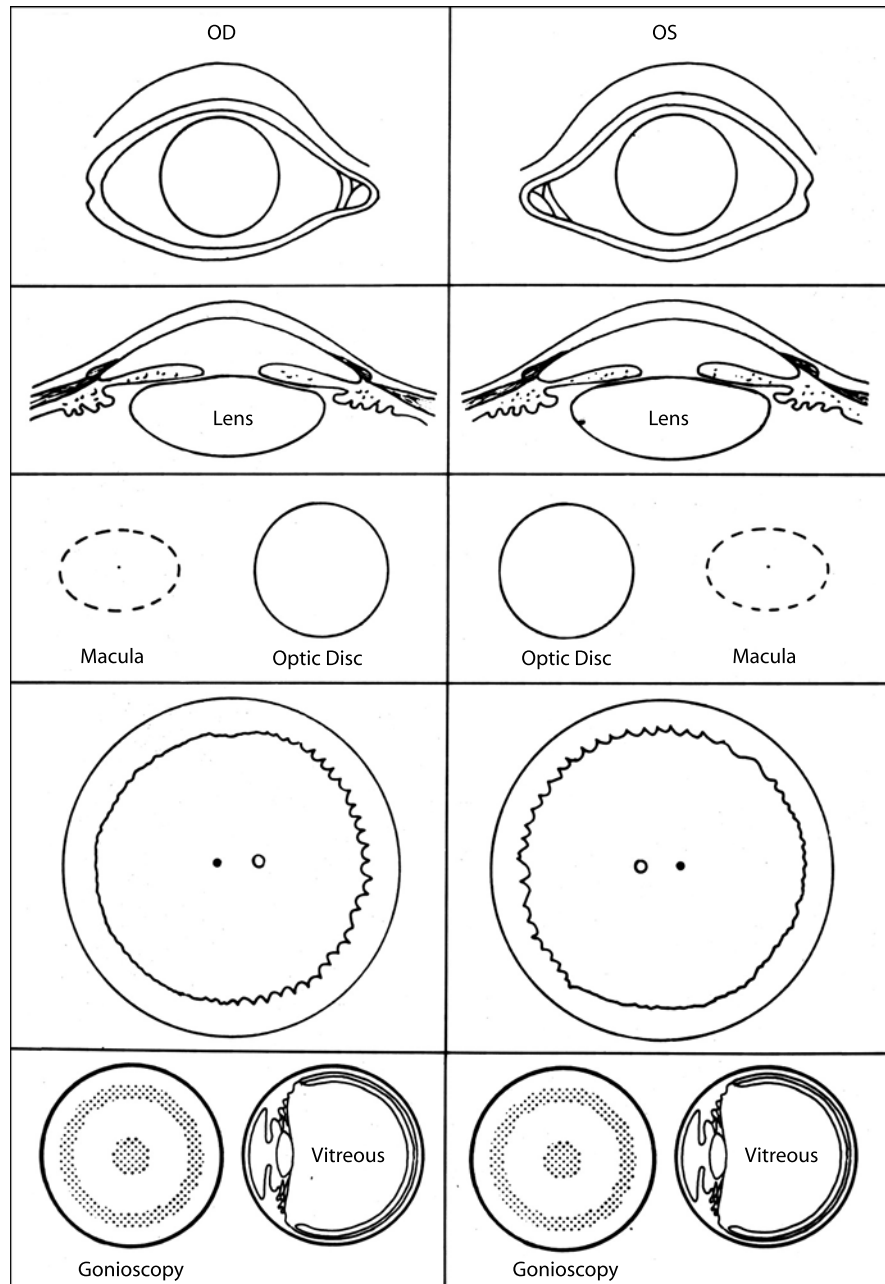 OD
OS
Lens
Lens
Macula
Optic Disc
Optic Disc
Macula
Vitreous
Vitreous
Gonioscopy
Gonioscopy